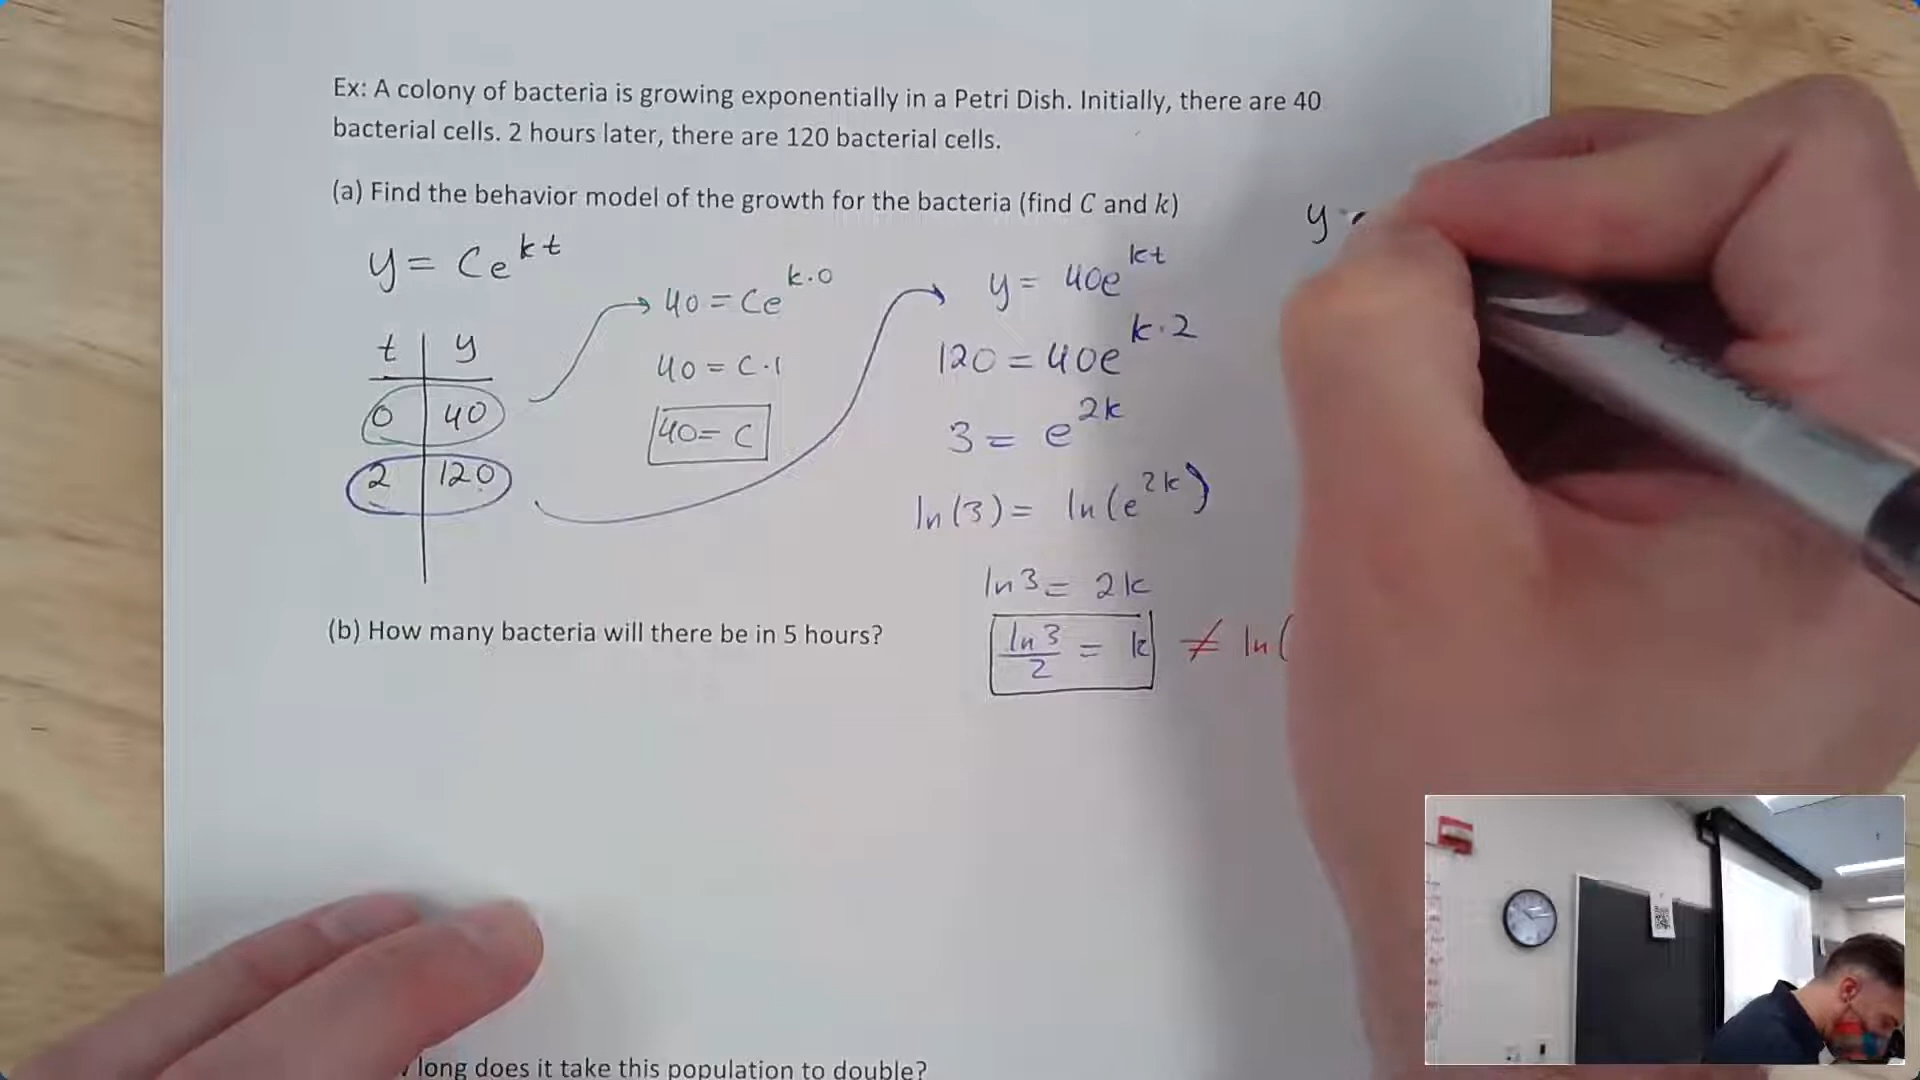 Ex: A colony of bacteria is growing exponentially in a Petri Dish. Initially, there are 40
bacterial cells. 2 hours later, there are 120 bacterial cells.
(a) Find the behavior model of the growth for the bacteria (find C and k)
y = Ce^{kt}
t | y
0 | 40
2 | 120
40 = Ce^{k·0}
40 = C·1
40 = C
y = 40e^{kt}
120 = 40e^{k·2}
3 = e^{2k}
ln(3) = ln(e^{2k})
ln3 = 2k
ln3/2 = k ≠ ln(
y
(b) How many bacteria will there be in 5 hours?
long does it take this population to double?